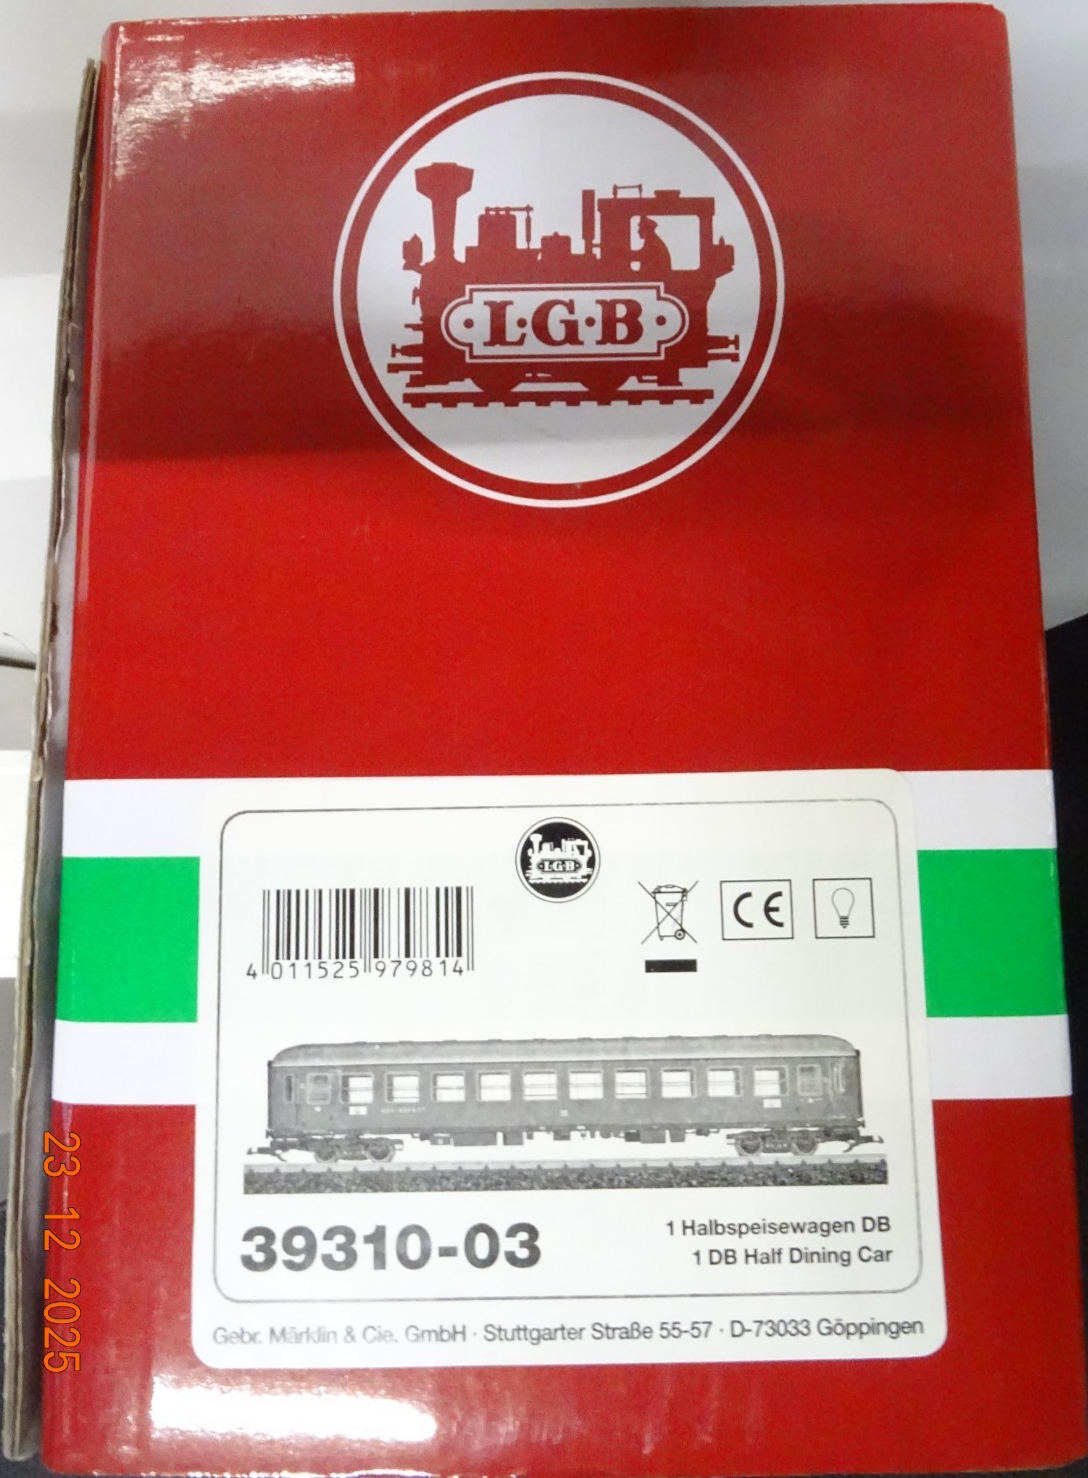 L·G·B
L·G·B
4 011525 979814
CE
39310-03
1 Halbspeisewagen DB
1 DB Half Dining Car
Gebr. Märklin & Cie. GmbH · Stuttgarter Straße 55-57 · D-73033 Göppingen
23 12 2025